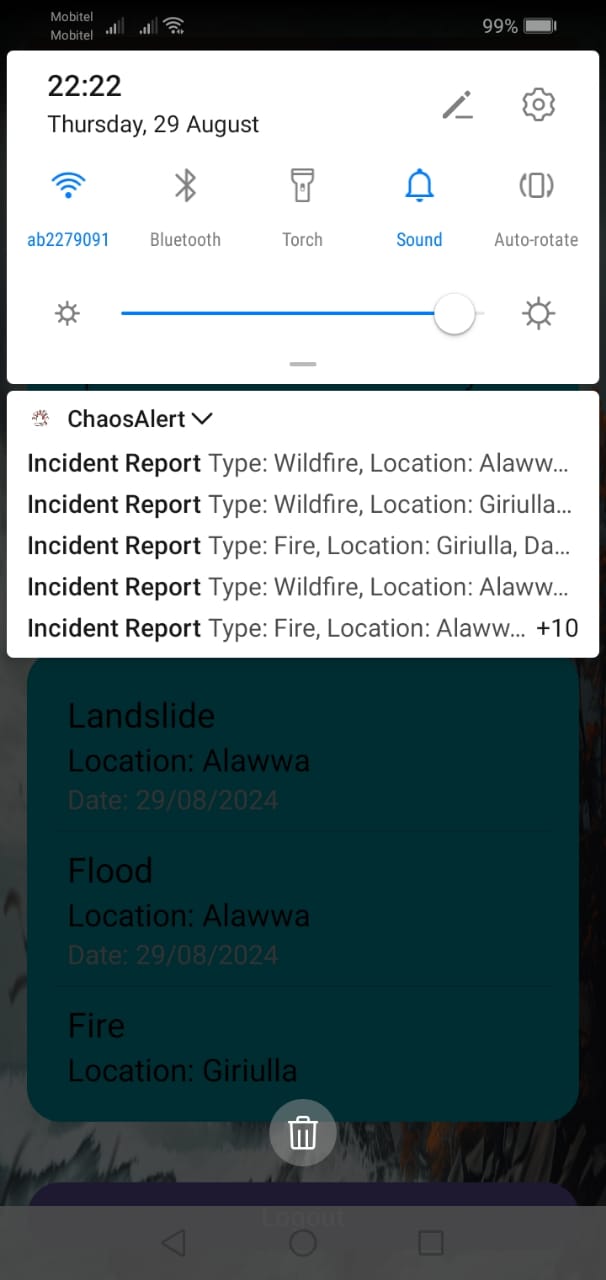 Mobitel
Mobitel
99%
22:22
Thursday, 29 August
ab2279091 Bluetooth Torch Sound Auto-rotate
ChaosAlert
Incident Report Type: Wildfire, Location: Alaww...
Incident Report Type: Wildfire, Location: Giriulla...
Incident Report Type: Fire, Location: Giriulla, Da...
Incident Report Type: Wildfire, Location: Alaww...
Incident Report Type: Fire, Location: Alaww... +10
Landslide
Location: Alawwa
Date: 29/08/2024
Flood
Location: Alawwa
Date: 29/08/2024
Fire
Location: Giriulla
Logout